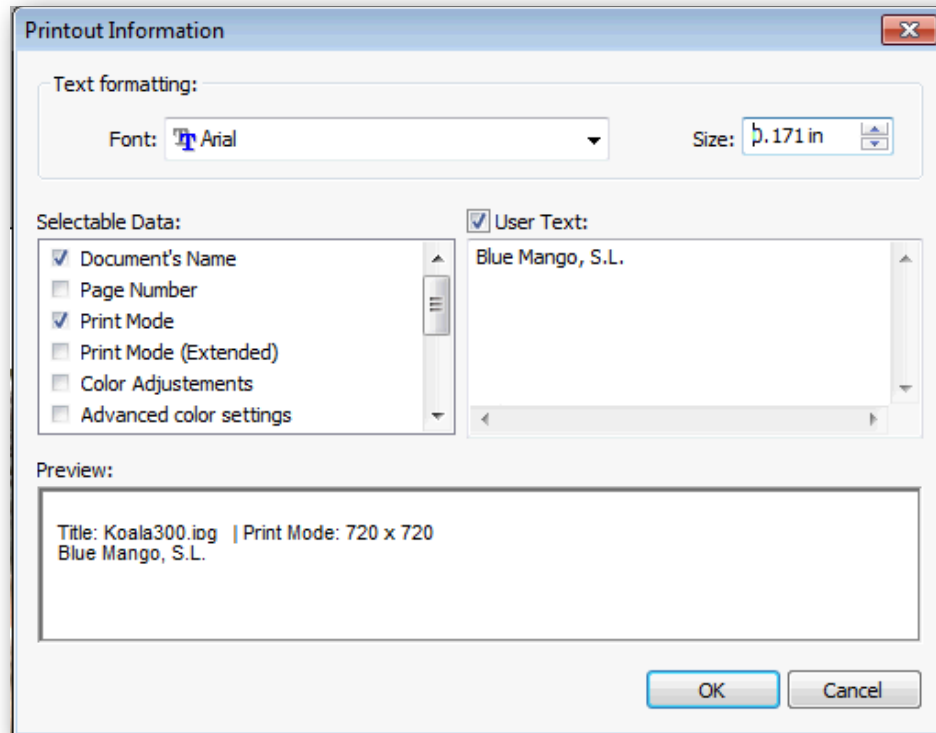 Printout Information
Text formatting:
Font: Arial Size: 0.171 in
Selectable Data:
Document's Name
Page Number
Print Mode
Print Mode (Extended)
Color Adjustements
Advanced color settings
User Text:
Blue Mango, S.L.
Preview:
Title: Koala300.jpg | Print Mode: 720 x 720
Blue Mango, S.L.
OK Cancel